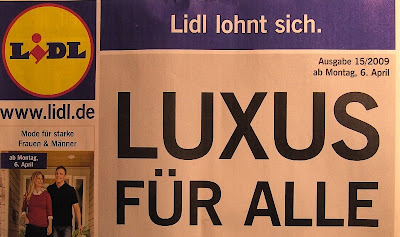 LiDL
Lidl lohnt sich.
Ausgabe 15/2009
ab Montag, 6. April
www.lidl.de
Mode für starke
Frauen & Männer
ab Montag,
6. April
LUXUS
FÜR ALLE